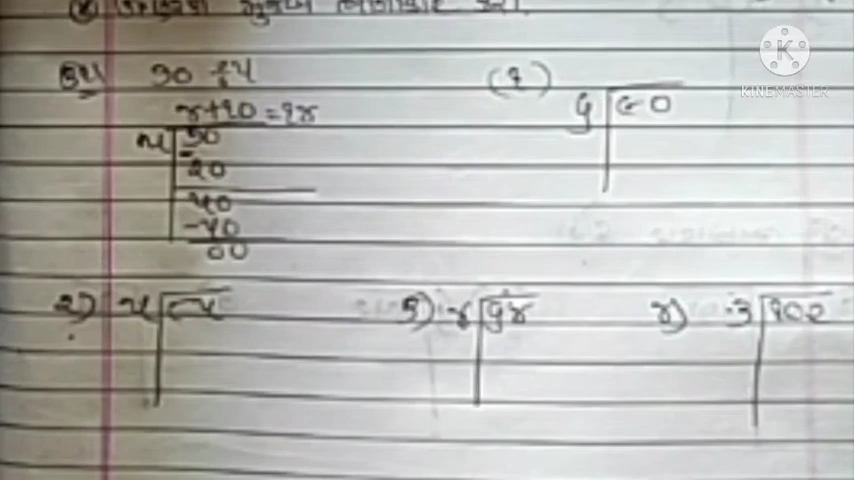 ઉદા ૭૦ ÷ ૫ (૧) ૬ ૯૦
૪+૧૦ = ૧૪
૫ ૭૦
૨૦
૫૦
-૫૦
૦૦
૨) ૫ ૮૫ ૩) ૪ ૬૪ ૪) ૩ ૧૦૨
KINEMASTER